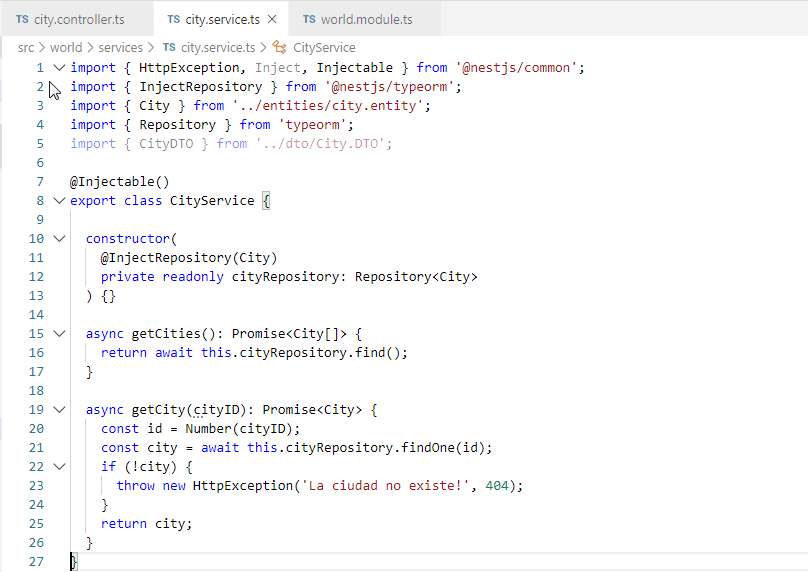 TS city.controller.ts TS city.service.ts × TS world.module.ts
src > world > services > TS city.service.ts > CityService
1 import { HttpException, Inject, Injectable } from '@nestjs/common';
2 import { InjectRepository } from '@nestjs/typeorm';
3 import { City } from '../entities/city.entity';
4 import { Repository } from 'typeorm';
5 import { CityDTO } from '../dto/City.DTO';
6
7 @Injectable()
8 export class CityService {
9
10 constructor(
11 @InjectRepository(City)
12 private readonly cityRepository: Repository<City>
13 ) {}
14
15 async getCities(): Promise<City[]> {
16 return await this.cityRepository.find();
17 }
18
19 async getCity(cityID): Promise<City> {
20 const id = Number(cityID);
21 const city = await this.cityRepository.findOne(id);
22 if (!city) {
23 throw new HttpException('La ciudad no existe!', 404);
24 }
25 return city;
26 }
27 }